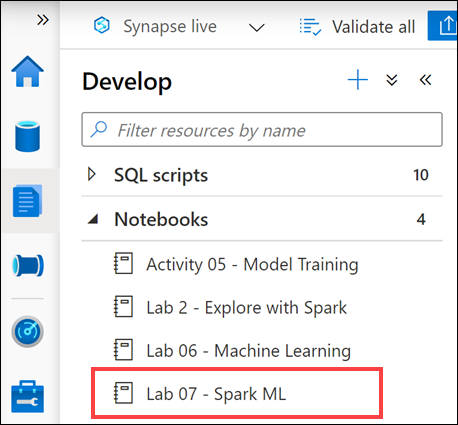 Synapse live
Validate all
Develop
Filter resources by name
SQL scripts 10
Notebooks 4
Activity 05 - Model Training
Lab 2 - Explore with Spark
Lab 06 - Machine Learning
Lab 07 - Spark ML